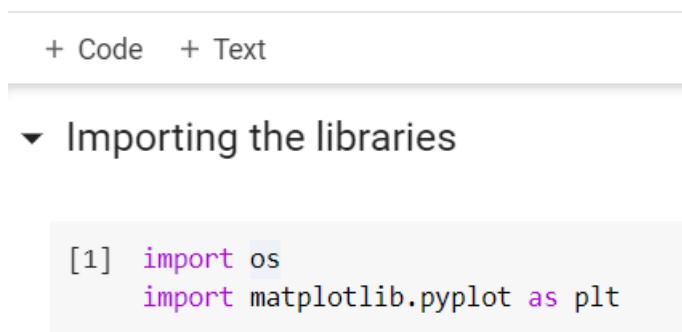 + Code + Text
Importing the libraries
[1] import os
import matplotlib.pyplot as plt